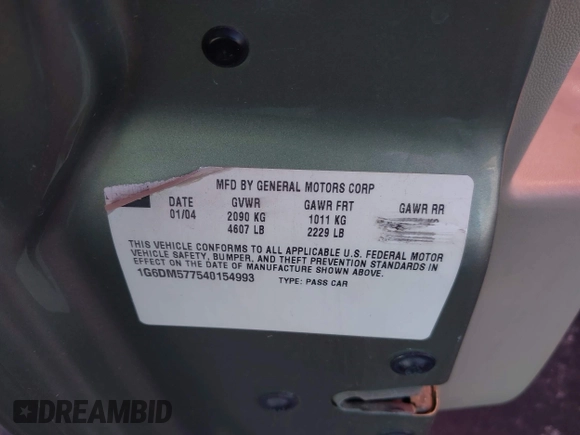 MFD BY GENERAL MOTORS CORP
DATE GVWR GAWR FRT GAWR RR
01/04 2090 KG 1011 KG
4607 LB 2229 LB
THIS VEHICLE CONFORMS TO ALL APPLICABLE U.S. FEDERAL MOTOR
VEHICLE SAFETY, BUMPER, AND THEFT PREVENTION STANDARDS IN
EFFECT ON THE DATE OF MANUFACTURE SHOWN ABOVE.
1G6DM577540154993 TYPE: PASS CAR
DREAMBID